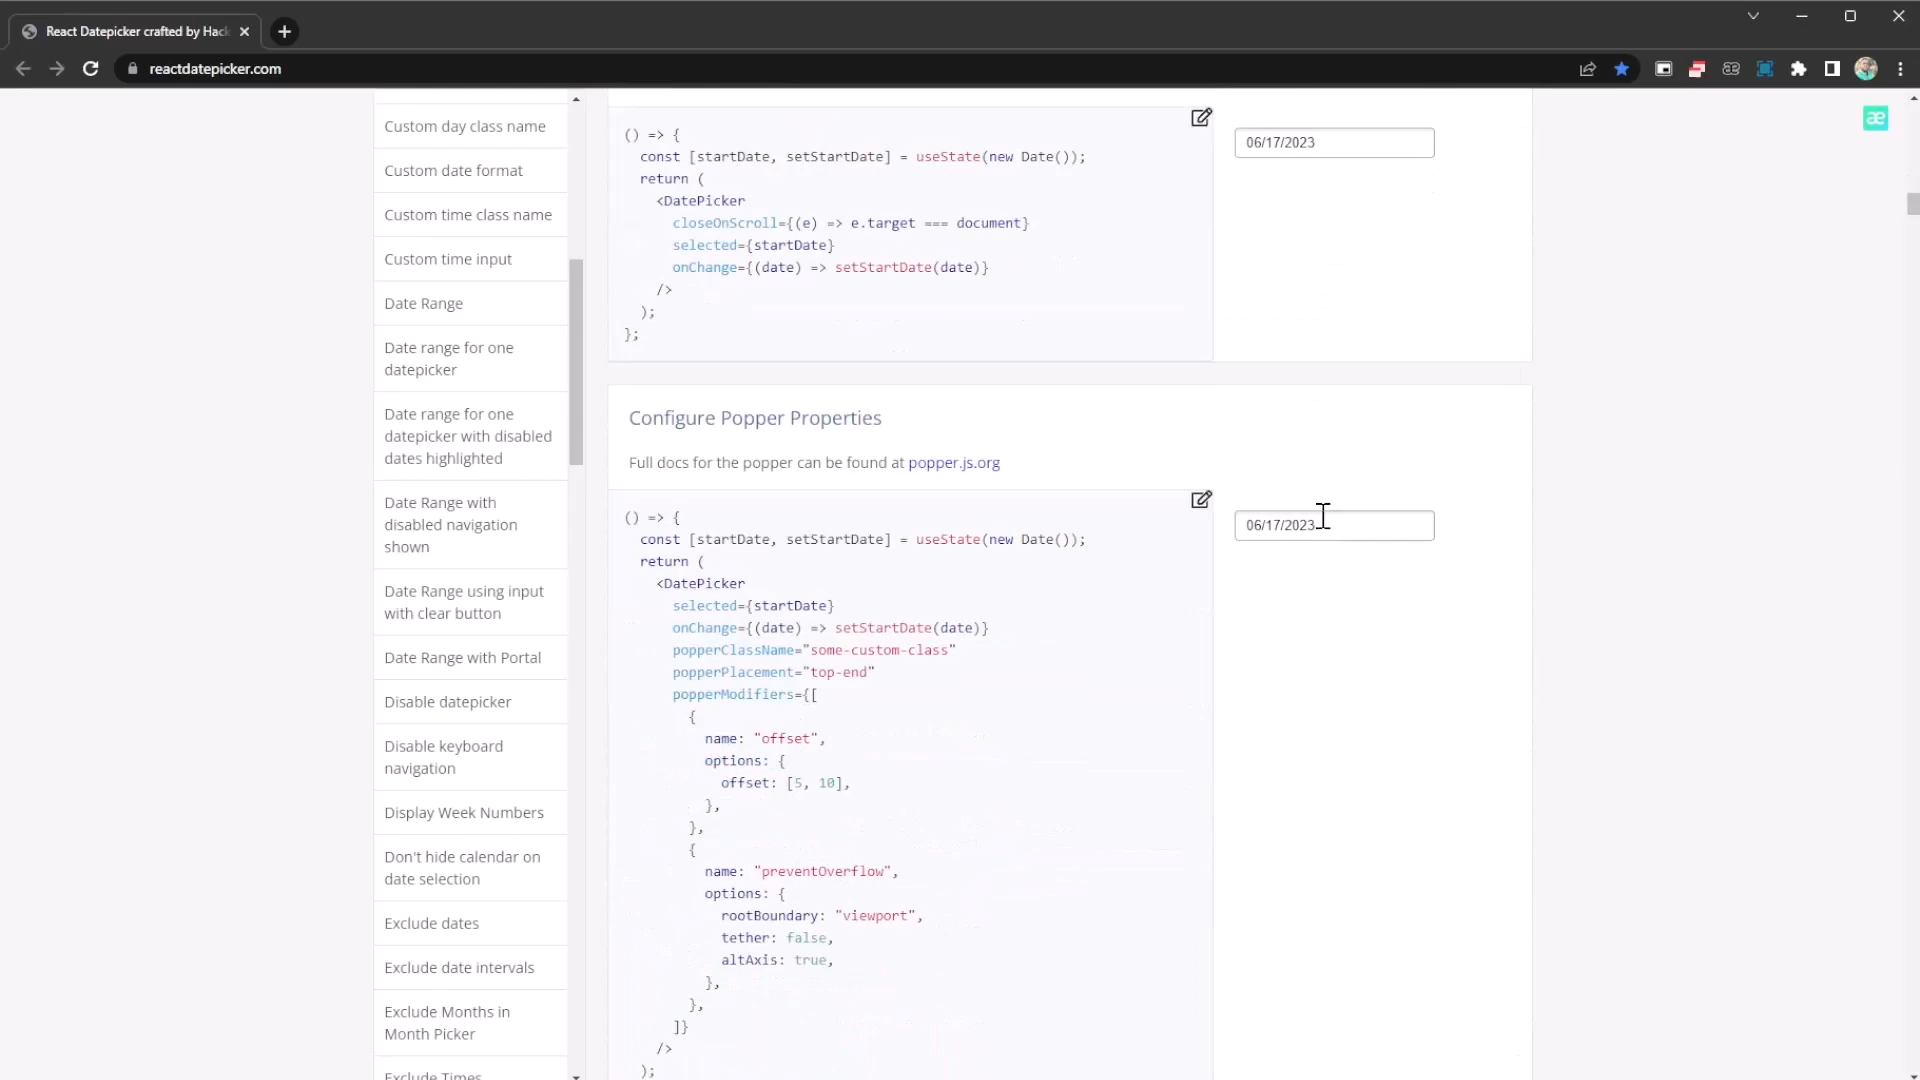 React Datepicker crafted by Hack
reactdatepicker.com
æ
Custom day class name
Custom date format
Custom time class name
Custom time input
Date Range
Date range for one
datepicker
Date range for one
datepicker with disabled
dates highlighted
Date Range with
disabled navigation
shown
Date Range using input
with clear button
Date Range with Portal
Disable datepicker
Disable keyboard
navigation
Display Week Numbers
Don't hide calendar on
date selection
Exclude dates
Exclude date intervals
Exclude Months in
Month Picker
Exclude Times
() => {
const [startDate, setStartDate] = useState(new Date());
return (
<DatePicker
closeOnScroll={(e) => e.target === document}
selected={startDate}
onChange={(date) => setStartDate(date)}
/>
);
};
06/17/2023
Configure Popper Properties
Full docs for the popper can be found at popper.js.org
() => {
const [startDate, setStartDate] = useState(new Date());
return (
<DatePicker
selected={startDate}
onChange={(date) => setStartDate(date)}
popperClassName="some-custom-class"
popperPlacement="top-end"
popperModifiers={[
{
name: "offset",
options: {
offset: [5, 10],
},
},
{
name: "preventOverflow",
options: {
rootBoundary: "viewport",
tether: false,
altAxis: true,
},
},
]}
/>
);
06/17/2023
æ